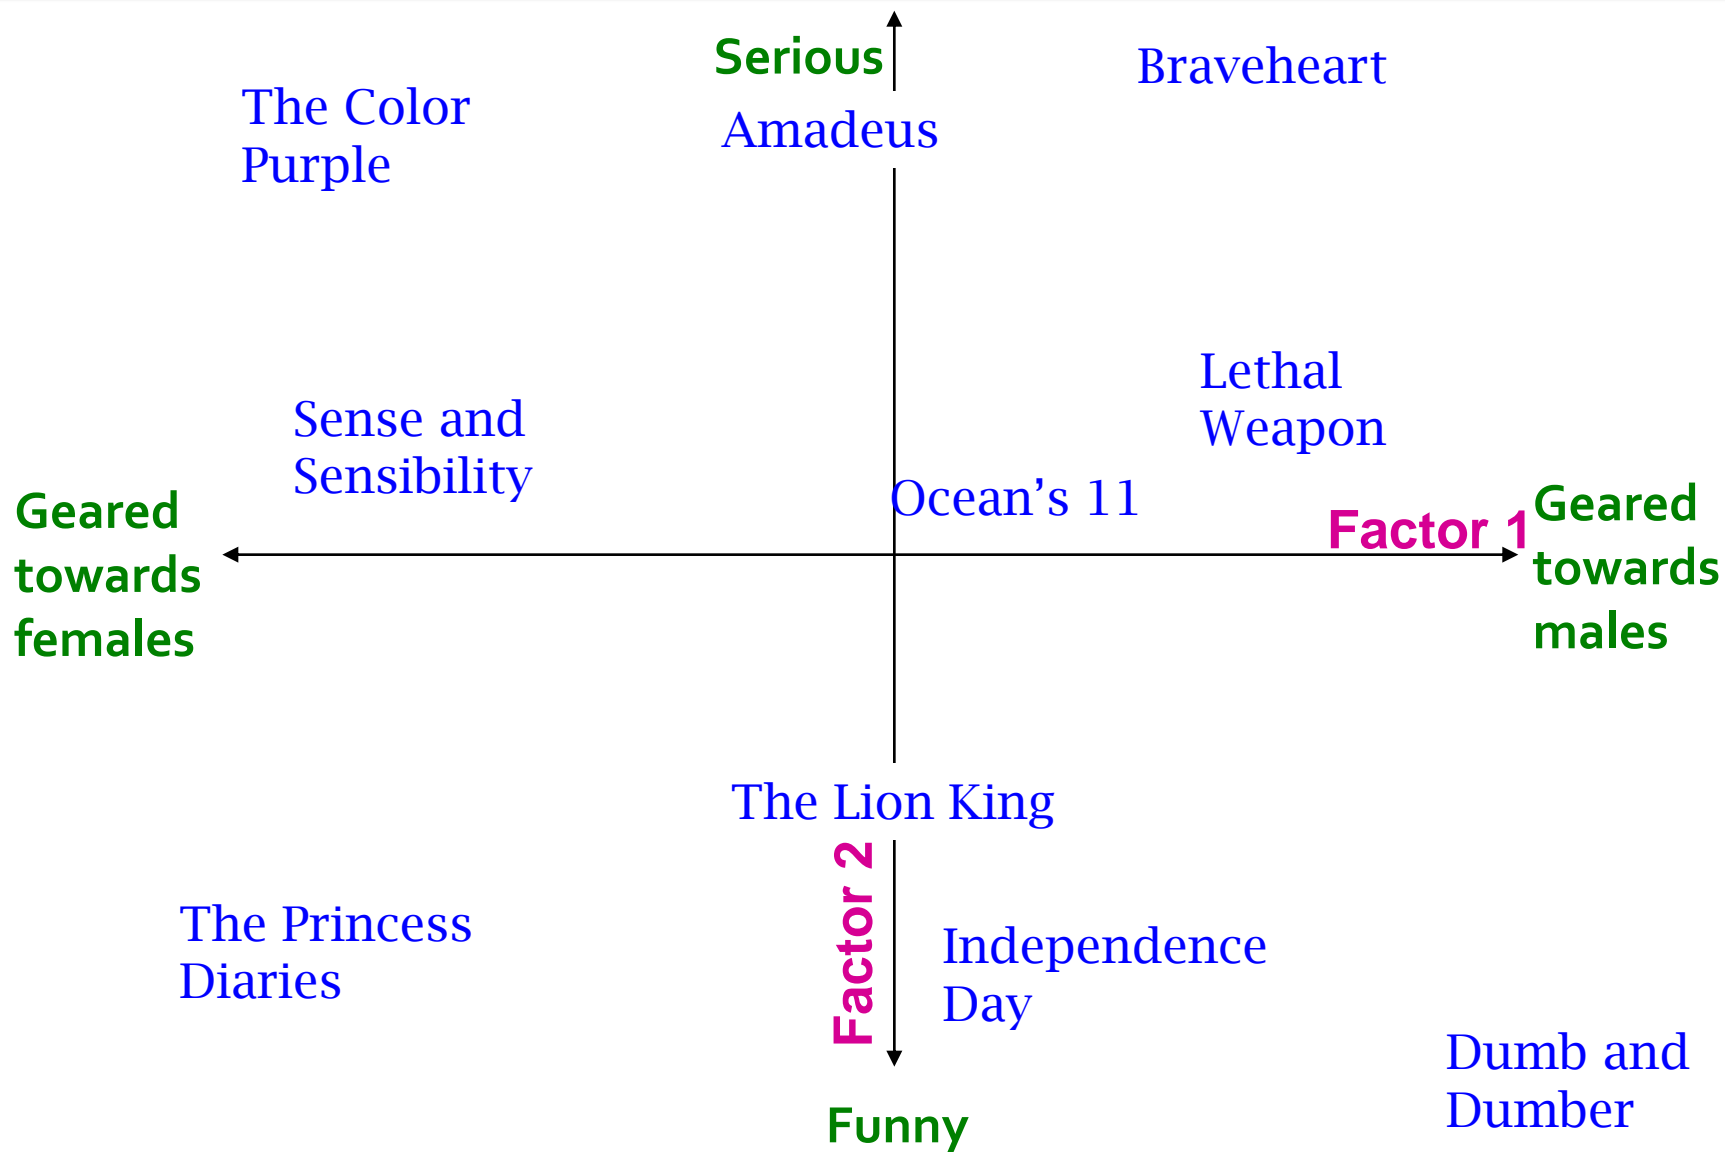 Serious
Braveheart
The Color
Purple
Amadeus
Lethal
Weapon
Sense and
Sensibility
Ocean’s 11
Geared
towards
females
Factor 1
Geared
towards
males
The Lion King
Factor 2
The Princess
Diaries
Independence
Day
Dumb and
Dumber
Funny